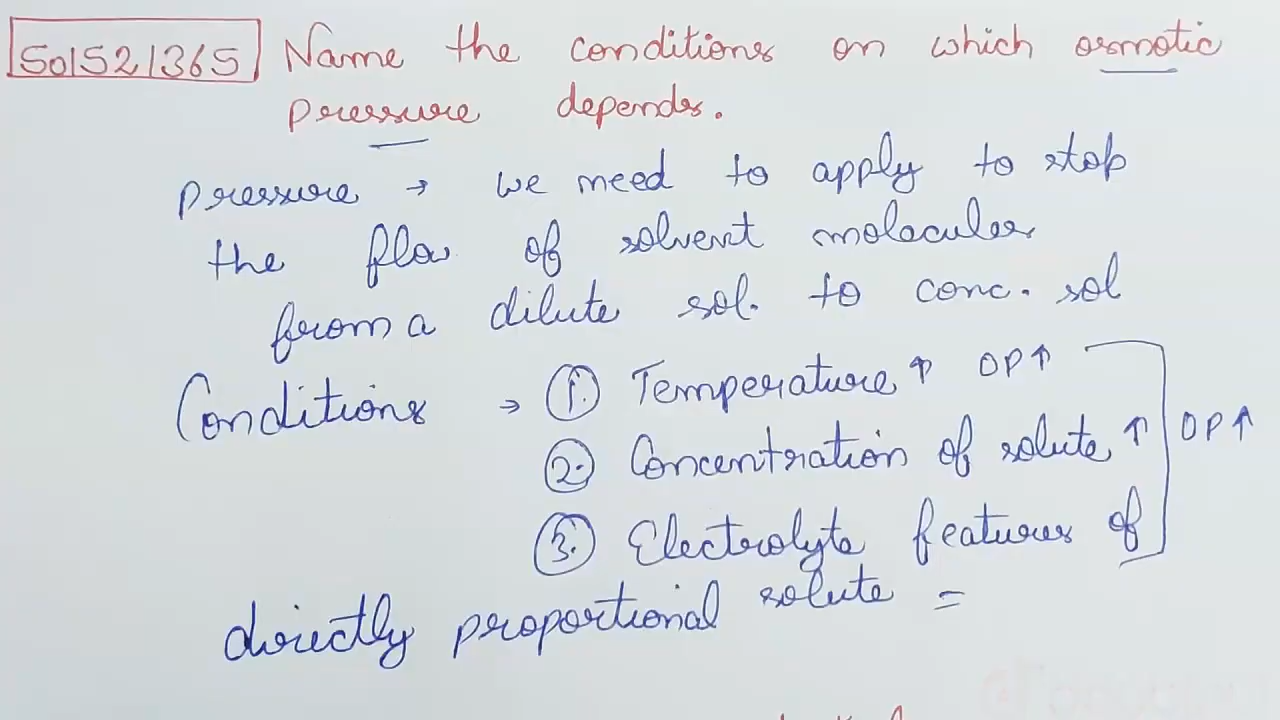 501521365 Name the conditions on which osmotic
pressure depends.
pressure → we need to apply to stop
the flow of solvent molecules
from a dilute sol. to conc. sol
Conditions → 1. Temperature ↑ OP↑
2. Concentration of solute ↑ OP↑
3. Electrolyte features of
solute =
directly proportional